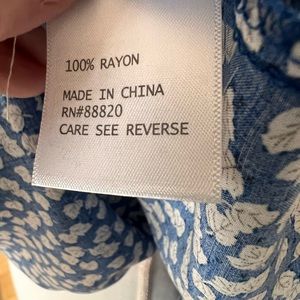 100% RAYON
MADE IN CHINA
RN#88820
CARE SEE REVERSE